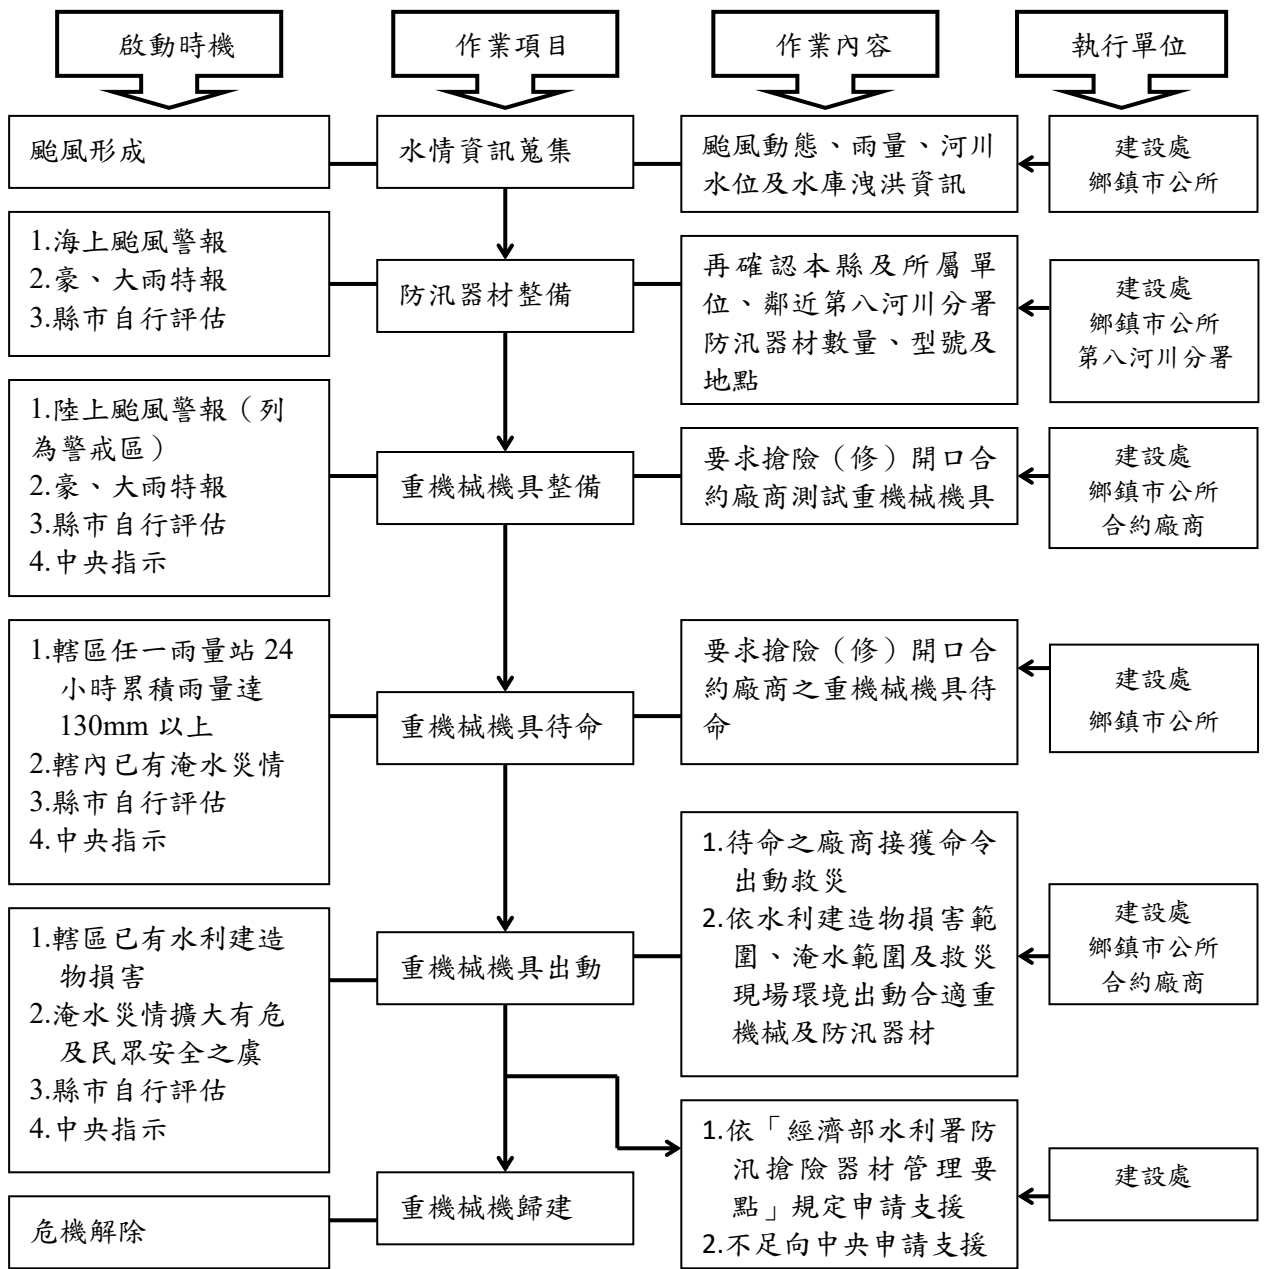 啟動時機
作業項目
作業內容
執行單位
颱風形成
水情資訊蒐集
颱風動態、雨量、河川
水位及水庫洩洪資訊
建設處
鄉鎮市公所
1.海上颱風警報
2.豪、大雨特報
3.縣市自行評估
防汛器材整備
再確認本縣及所屬單
位、鄰近第八河川分署
防汛器材數量、型號及
地點
建設處
鄉鎮市公所
第八河川分署
1.陸上颱風警報（列
為警戒區）
2.豪、大雨特報
3.縣市自行評估
4.中央指示
重機械機具整備
要求搶險（修）開口合
約廠商測試重機械機具
建設處
鄉鎮市公所
合約廠商
1.轄區任一雨量站 24
小時累積雨量達
130mm 以上
2.轄內已有淹水災情
3.縣市自行評估
4.中央指示
重機械機具待命
要求搶險（修）開口合
約廠商之重機械機具待
命
建設處
鄉鎮市公所
1.轄區已有水利建造
物損害
2.淹水災情擴大有危
及民眾安全之虞
3.縣市自行評估
4.中央指示
重機械機具出動
1.待命之廠商接獲命令
出動救災
2.依水利建造物損害範
圍、淹水範圍及救災
現場環境出動合適重
機械及防汛器材
建設處
鄉鎮市公所
合約廠商
危機解除
重機械機歸建
1.依「經濟部水利署防
汛搶險器材管理要
點」規定申請支援
2.不足向中央申請支援
建設處